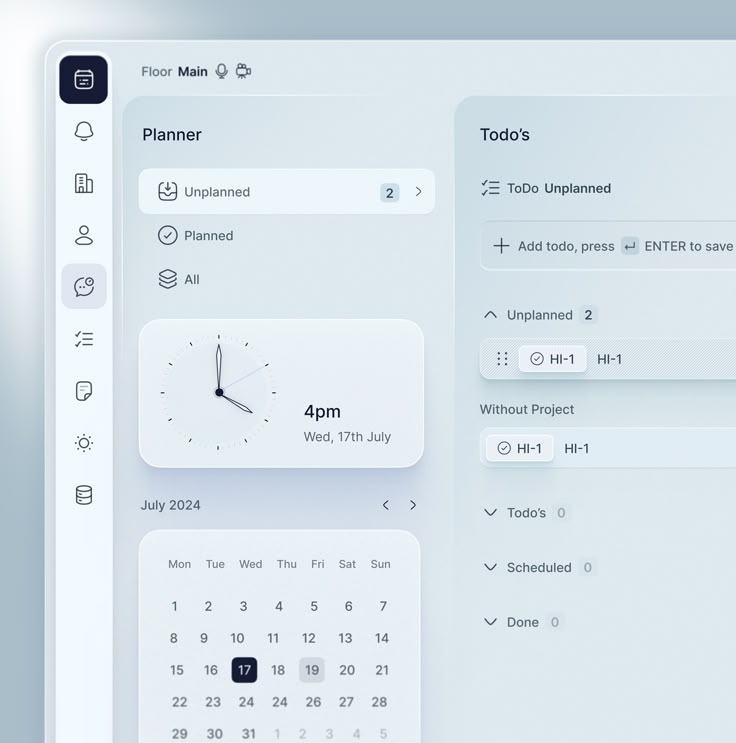 Floor Main
Planner
Unplanned 2
Planned
All
4pm
Wed, 17th July
July 2024
Mon Tue Wed Thu Fri Sat Sun
1 2 3 4 5 6 7
8 9 10 11 12 13 14
15 16 17 18 19 20 21
22 23 24 24 26 27 28
29 30 31 1 2 3 4 5
Todo’s
ToDo Unplanned
Add todo, press ↵ ENTER to save
Unplanned 2
HI-1 HI-1
Without Project
HI-1 HI-1
Todo’s 0
Scheduled 0
Done 0